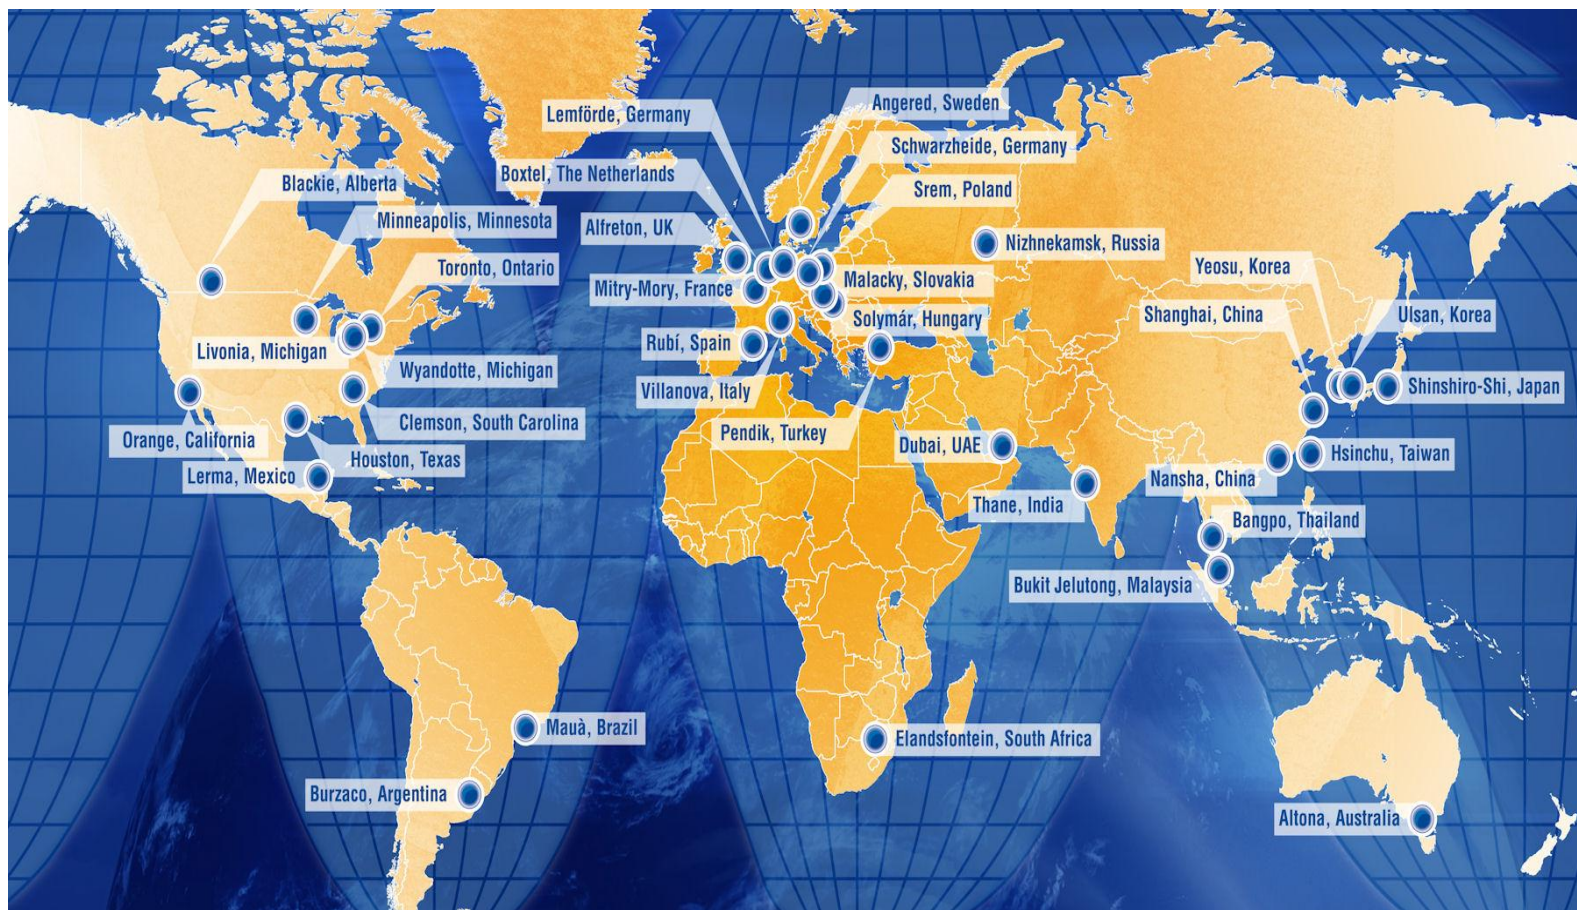 Angered, Sweden
Lemförde, Germany
Schwarzheide, Germany
Boxtel, The Netherlands
Srem, Poland
Blackie, Alberta
Minneapolis, Minnesota
Alfreton, UK
Nizhnekamsk, Russia
Toronto, Ontario
Yeosu, Korea
Malacky, Slovakia
Mitry-Mory, France
Shanghai, China
Ulsan, Korea
Solymár, Hungary
Rubí, Spain
Livonia, Michigan
Wyandotte, Michigan
Shinshiro-Shi, Japan
Villanova, Italy
Clemson, South Carolina
Pendik, Turkey
Orange, California
Dubai, UAE
Hsinchu, Taiwan
Houston, Texas
Lerma, Mexico
Nansha, China
Thane, India
Bangpo, Thailand
Bukit Jelutong, Malaysia
Mauà, Brazil
Elandsfontein, South Africa
Burzaco, Argentina
Altona, Australia